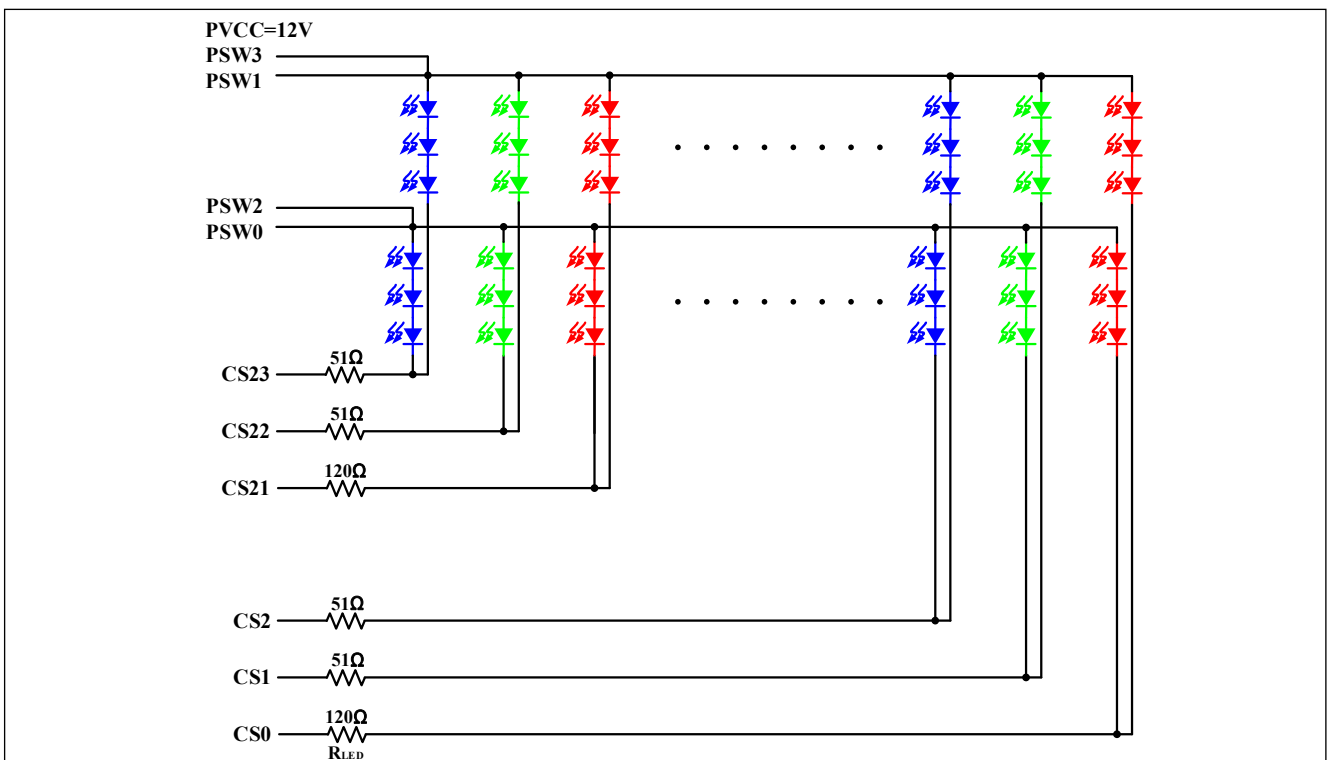 PVCC=12V
PSW3
PSW1
PSW2
PSW0
51Ω
CS23
51Ω
CS22
120Ω
CS21
51Ω
CS2
51Ω
CS1
120Ω
CS0
RLED